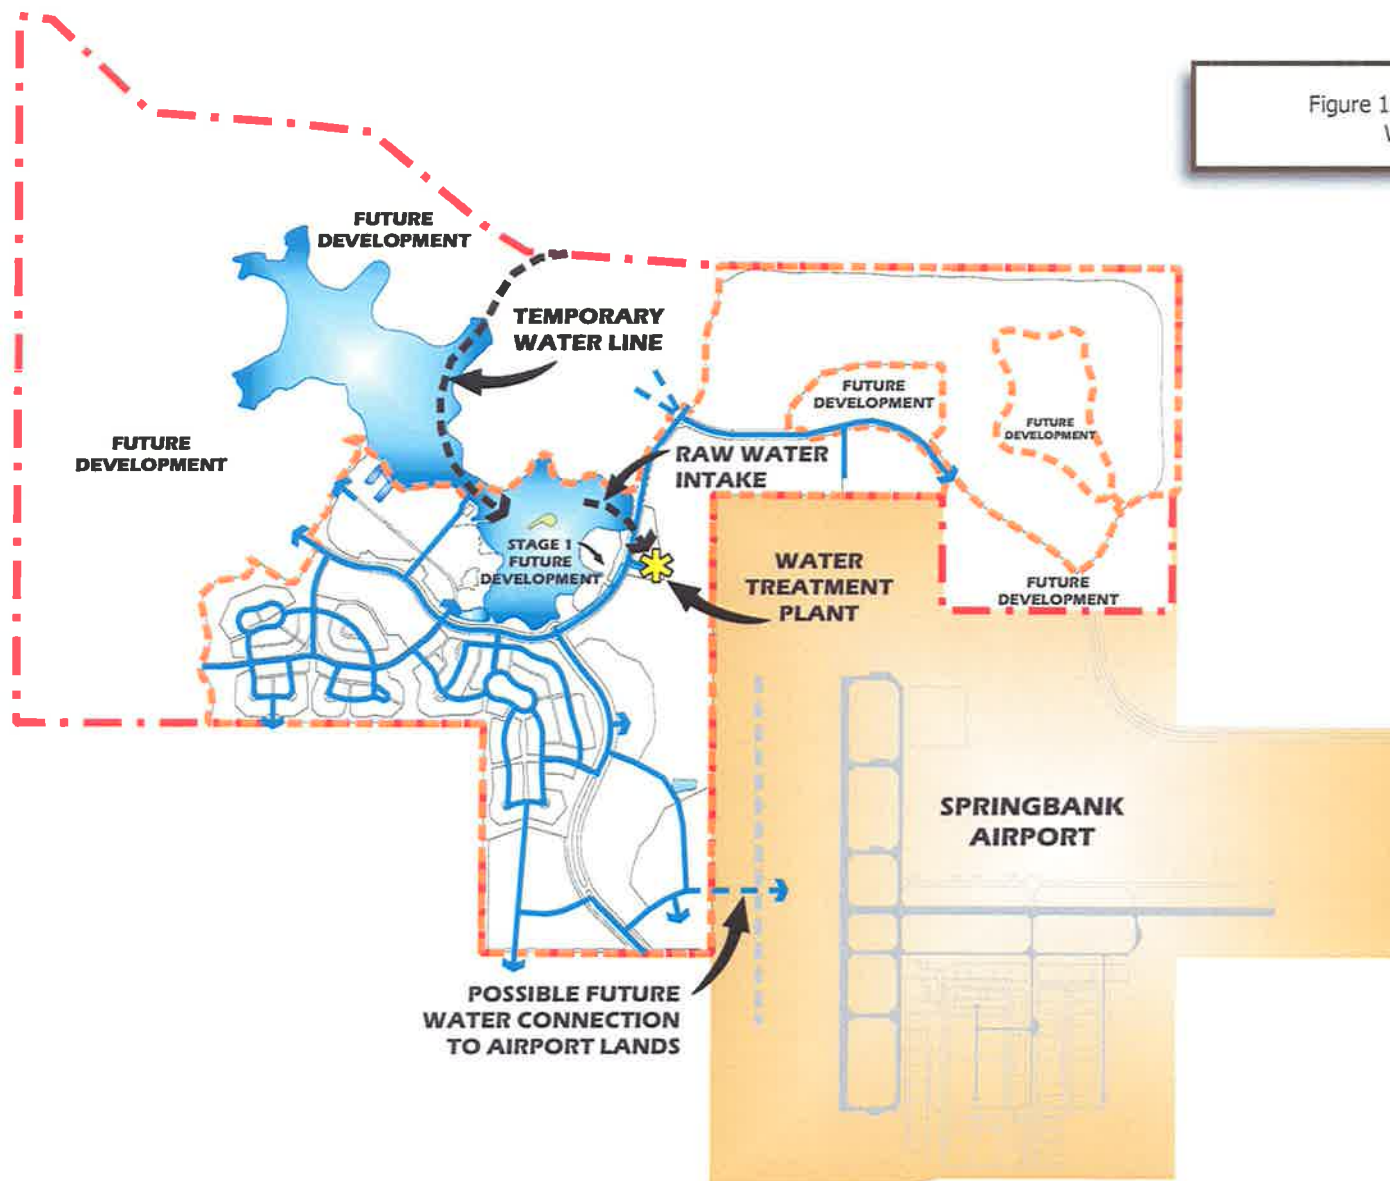 Figure 1
FUTURE
DEVELOPMENT
TEMPORARY
WATER LINE
FUTURE
DEVELOPMENT
FUTURE
DEVELOPMENT
FUTURE
DEVELOPMENT
RAW WATER
INTAKE
STAGE 1
FUTURE
DEVELOPMENT
WATER
TREATMENT
PLANT
FUTURE
DEVELOPMENT
SPRINGBANK
AIRPORT
POSSIBLE FUTURE
WATER CONNECTION
TO AIRPORT LANDS